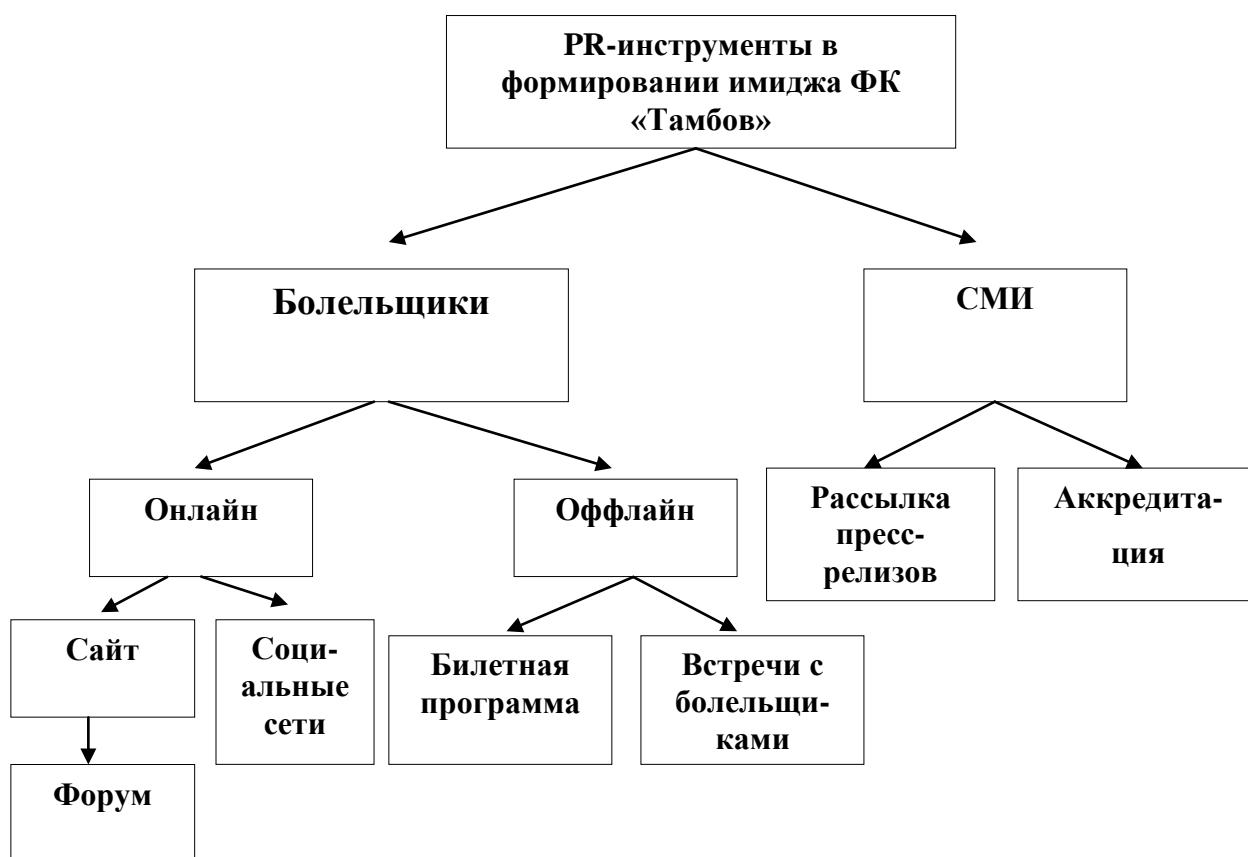 PR-инструменты в
формировании имиджа ФК
«Тамбов»
Болельщики
СМИ
Онлайн
Оффлайн
Рассылка
пресс-
релизов
Аккредита-
ция
Сайт
Соци-
альные
сети
Билетная
программа
Встречи с
болельщи-
ками
Форум